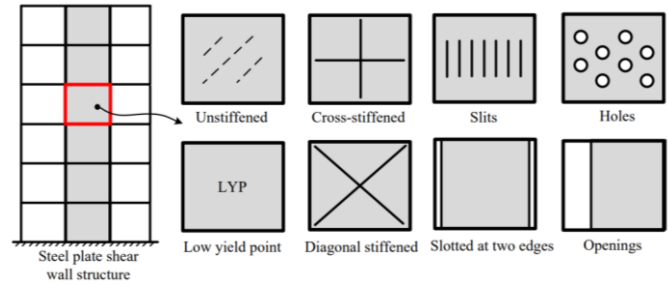 Unstiffened
Cross-stiffened
Slits
Holes
LYP
Low yield point
Diagonal stiffened
Slotted at two edges
Openings
Steel plate shear
wall structure